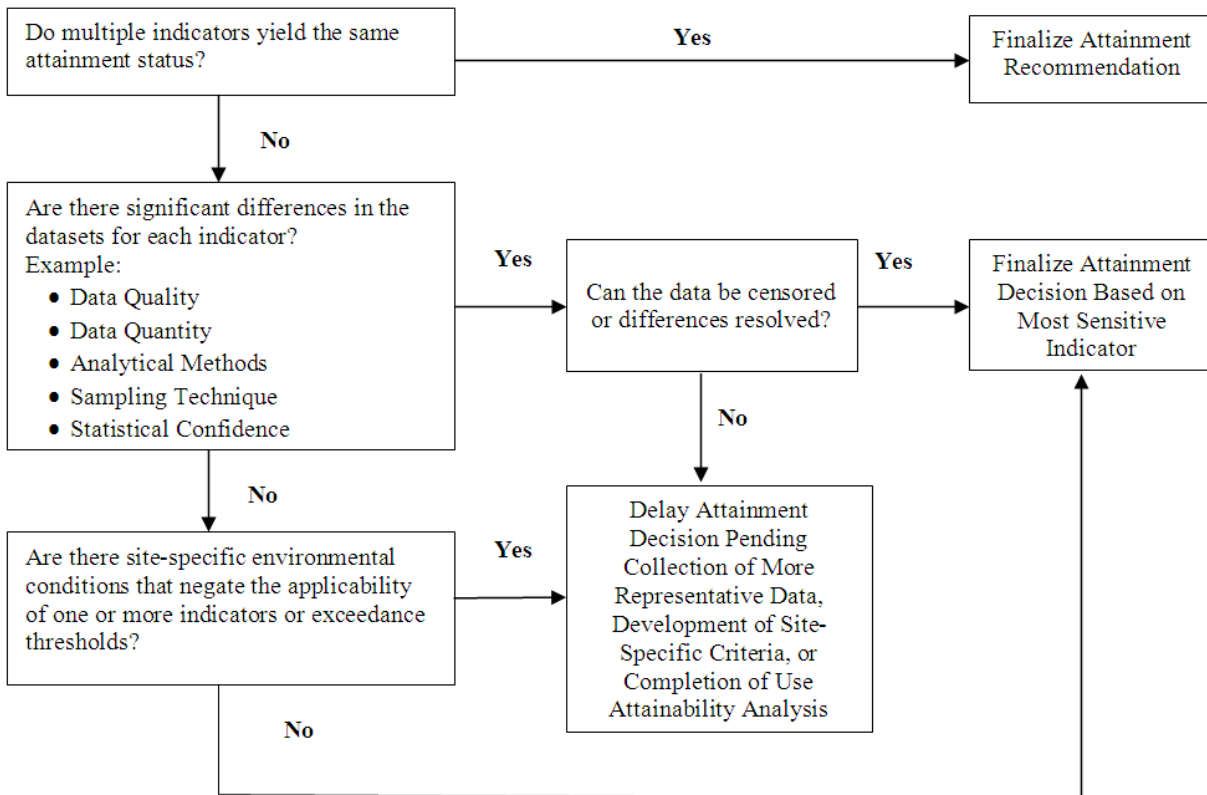 Do multiple indicators yield the same
attainment status?
Yes
Finalize Attainment
Recommendation
No
Are there significant differences in the
datasets for each indicator?
Example:
● Data Quality
● Data Quantity
● Analytical Methods
● Sampling Technique
● Statistical Confidence
Yes
Can the data be censored
or differences resolved?
Yes
Finalize Attainment
Decision Based on
Most Sensitive
Indicator
No
No
Are there site-specific environmental
conditions that negate the applicability
of one or more indicators or exceedance
thresholds?
Yes
Delay Attainment
Decision Pending
Collection of More
Representative Data,
Development of Site-
Specific Criteria, or
Completion of Use
Attainability Analysis
No